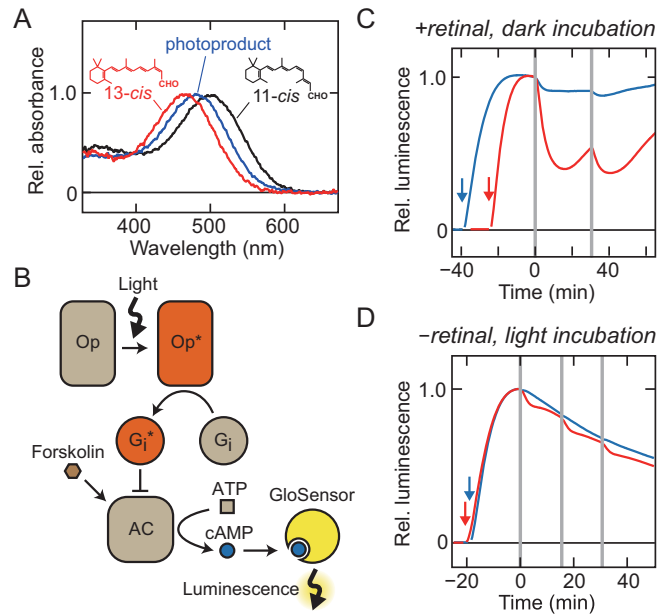 A
photoproduct
CHO
13-cis
11-cis
CHO
Rel. absorbance
1.0
0
400
500
600
Wavelength (nm)
B
Light
Op
Op*
Gi*
Gi
Forskolin
AC
ATP
cAMP
GloSensor
Luminescence
C
+retinal, dark incubation
Rel. luminescence
1.0
0
−40
0
40
Time (min)
D
−retinal, light incubation
Rel. luminescence
1.0
0
−20
0
20
40
Time (min)